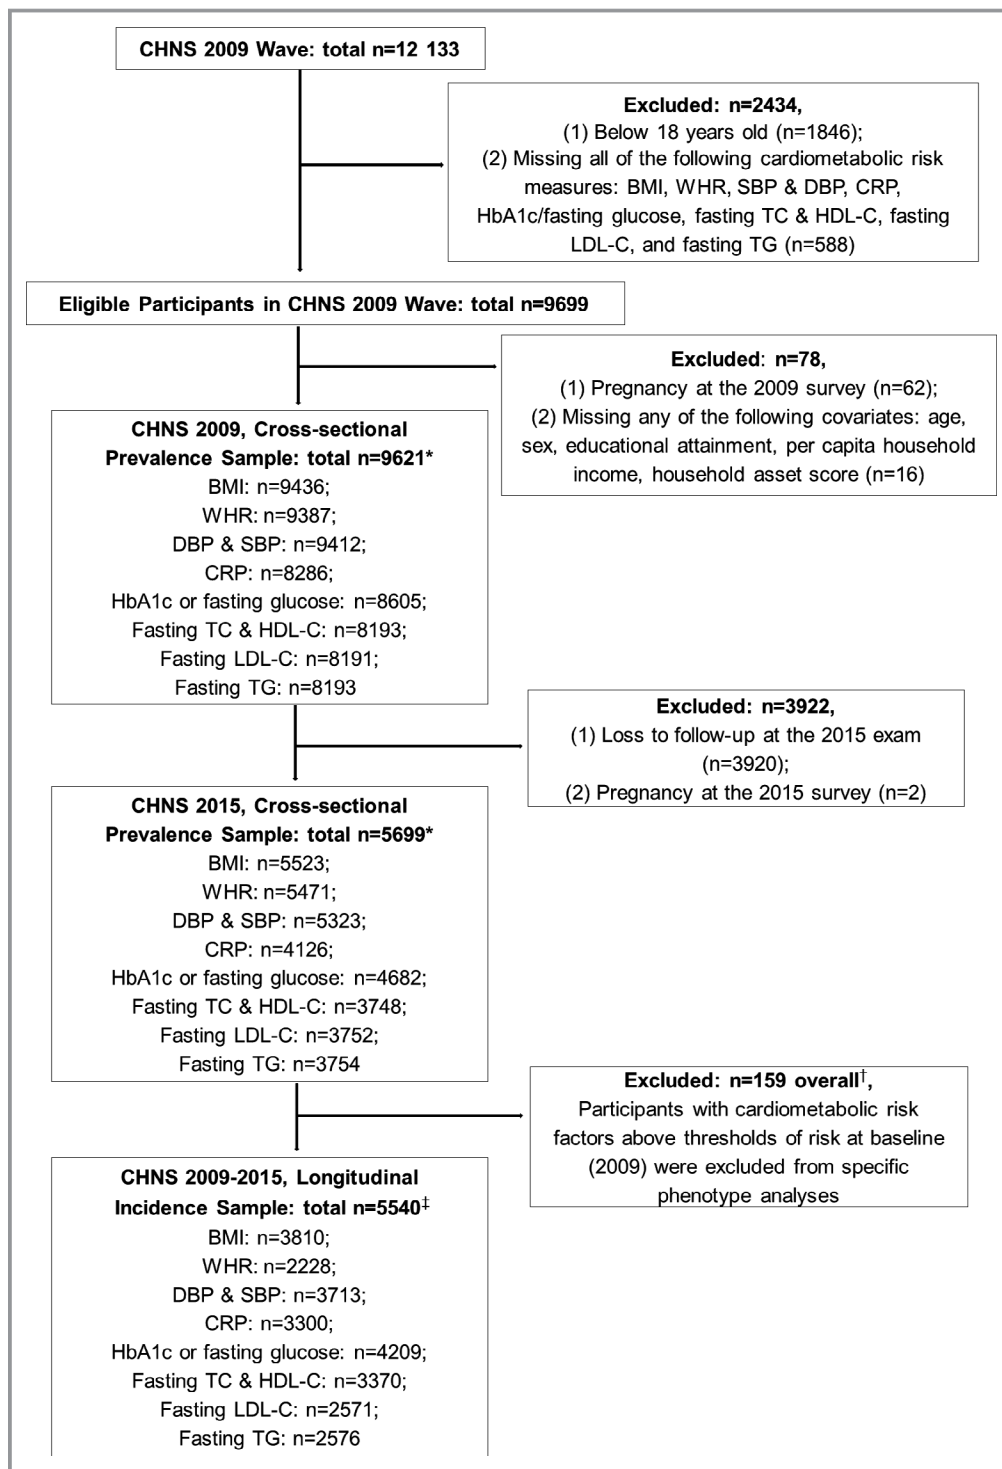 CHNS 2009 Wave: total n=12 133
Excluded: n=2434,
(1) Below 18 years old (n=1846);
(2) Missing all of the following cardiometabolic risk
measures: BMI, WHR, SBP & DBP, CRP,
HbA1c/fasting glucose, fasting TC & HDL-C, fasting
LDL-C, and fasting TG (n=588)
Eligible Participants in CHNS 2009 Wave: total n=9699
Excluded: n=78,
(1) Pregnancy at the 2009 survey (n=62);
(2) Missing any of the following covariates: age,
sex, educational attainment, per capita household
income, household asset score (n=16)
CHNS 2009, Cross-sectional
Prevalence Sample: total n=9621*
BMI: n=9436;
WHR: n=9387;
DBP & SBP: n=9412;
CRP: n=8286;
HbA1c or fasting glucose: n=8605;
Fasting TC & HDL-C: n=8193;
Fasting LDL-C: n=8191;
Fasting TG: n=8193
Excluded: n=3922,
(1) Loss to follow-up at the 2015 exam
(n=3920);
(2) Pregnancy at the 2015 survey (n=2)
CHNS 2015, Cross-sectional
Prevalence Sample: total n=5699*
BMI: n=5523;
WHR: n=5471;
DBP & SBP: n=5323;
CRP: n=4126;
HbA1c or fasting glucose: n=4682;
Fasting TC & HDL-C: n=3748;
Fasting LDL-C: n=3752;
Fasting TG: n=3754
Excluded: n=159 overall†,
Participants with cardiometabolic risk
factors above thresholds of risk at baseline
(2009) were excluded from specific
phenotype analyses
CHNS 2009-2015, Longitudinal
Incidence Sample: total n=5540‡
BMI: n=3810;
WHR: n=2228;
DBP & SBP: n=3713;
CRP: n=3300;
HbA1c or fasting glucose: n=4209;
Fasting TC & HDL-C: n=3370;
Fasting LDL-C: n=2571;
Fasting TG: n=2576